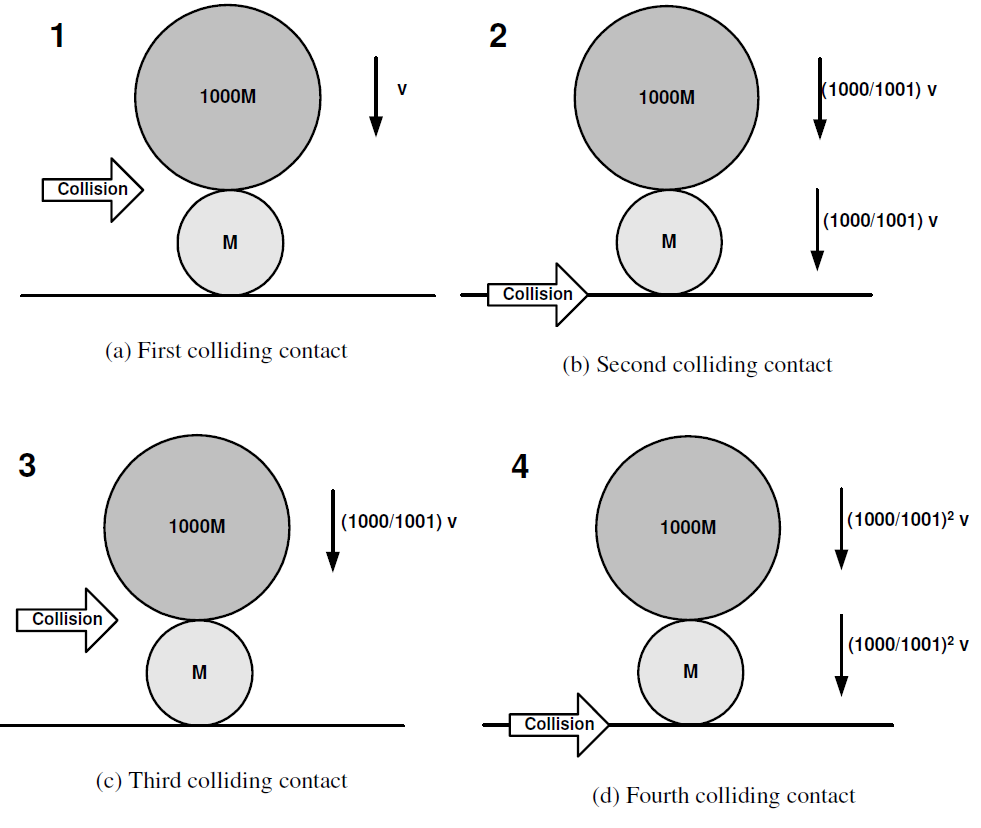 1
1000M
v
Collision
M
(a) First colliding contact
2
1000M
(1000/1001) v
(1000/1001) v
M
Collision
(b) Second colliding contact
3
1000M
(1000/1001) v
Collision
M
(c) Third colliding contact
4
1000M
(1000/1001)² v
(1000/1001)² v
M
Collision
(d) Fourth colliding contact